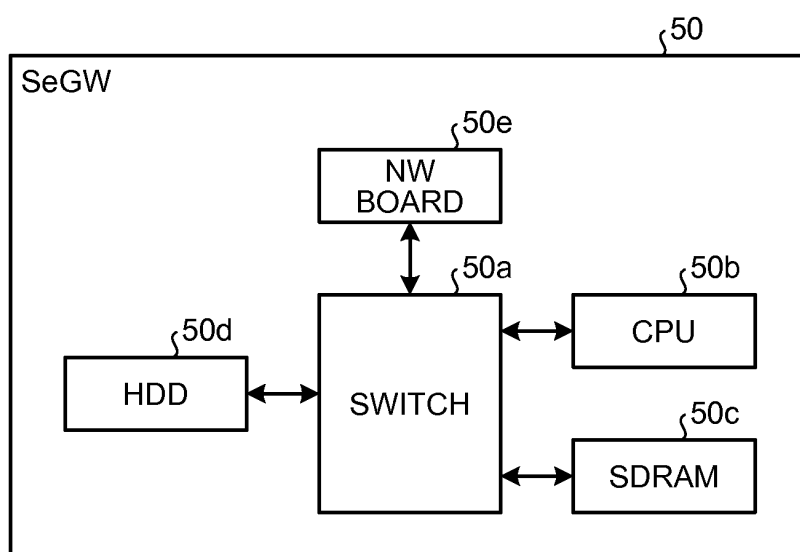 50
SeGW
50e
NW
BOARD
50a
50b
CPU
50d
HDD
SWITCH
50c
SDRAM